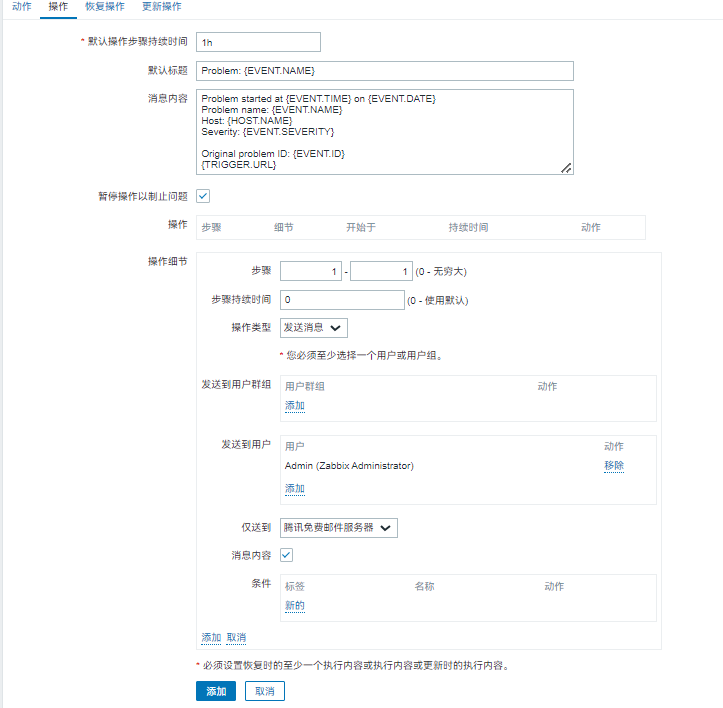 动作 操作 恢复操作 更新操作
* 默认操作步骤持续时间 1h
默认标题 Problem: {EVENT.NAME}
消息内容 Problem started at {EVENT.TIME} on {EVENT.DATE}
Problem name: {EVENT.NAME}
Host: {HOST.NAME}
Severity: {EVENT.SEVERITY}
Original problem ID: {EVENT.ID}
{TRIGGER.URL}
暂停操作以制止问题
操作 步骤 细节 开始于 持续时间 动作
操作细节
步骤 1 - 1 (0 - 无穷大)
步骤持续时间 0 (0 - 使用默认)
操作类型 发送消息
* 您必须至少选择一个用户或用户组。
发送到用户群组 用户群组 动作
添加
发送到用户 用户 动作
Admin (Zabbix Administrator) 移除
添加
仅送到 腾讯免费邮件服务器
消息内容
条件 标签 名称 动作
新的
添加 取消
* 必须设置恢复时的至少一个执行内容或执行内容或更新时的执行内容。
添加 取消